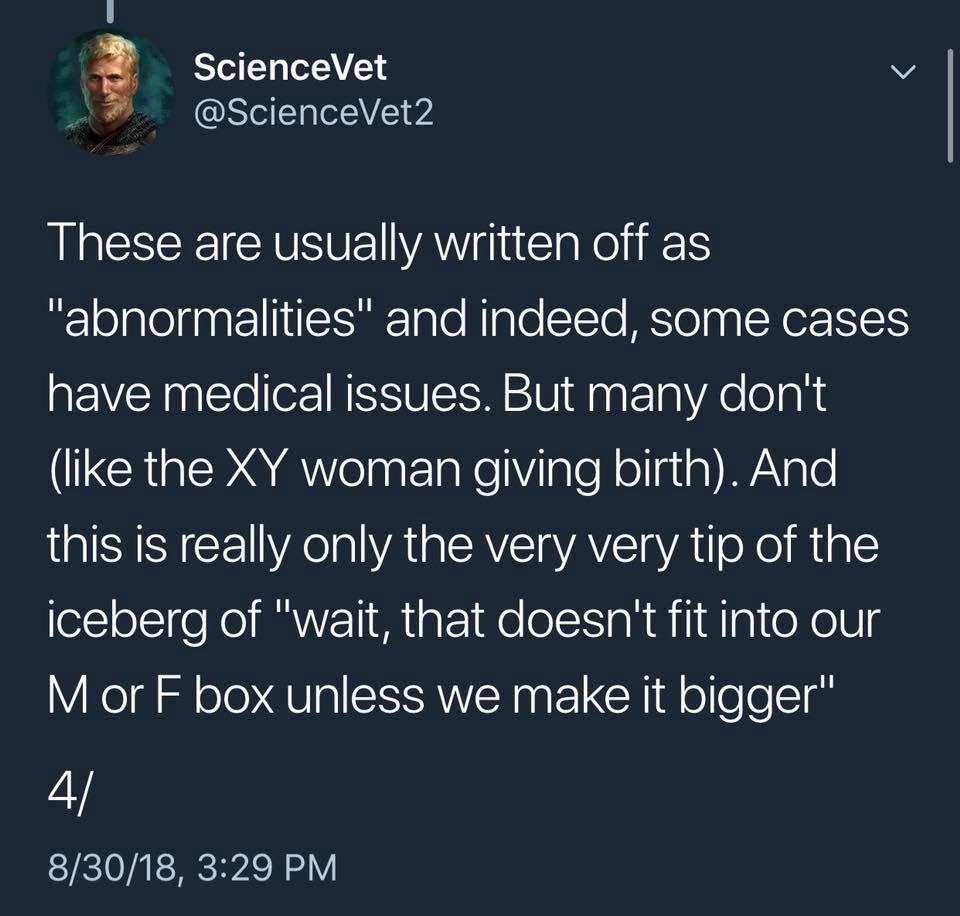 ScienceVet
@ScienceVet2
These are usually written off as
"abnormalities" and indeed, some cases
have medical issues. But many don't
(like the XY woman giving birth). And
this is really only the very very tip of the
iceberg of "wait, that doesn't fit into our
M or F box unless we make it bigger"
4/
8/30/18, 3:29 PM